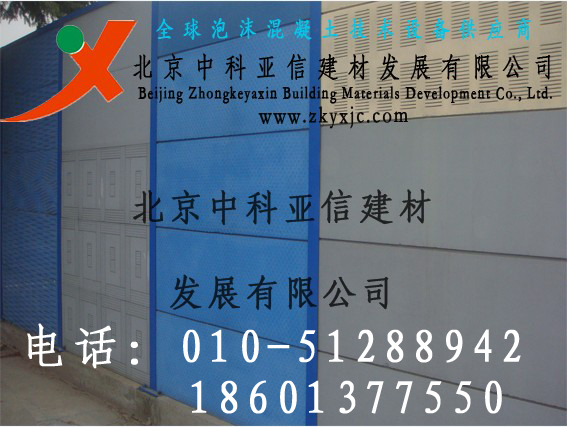 全球泡沫混凝土技术设备供应商
北京中科亚信建材发展有限公司
Beijing Zhongkeyaxin Building Materials Development Co., Ltd.
www.zkyxjc.com
北京中科亚信建材
发展有限公司
电话: 010-51288942
18601377550